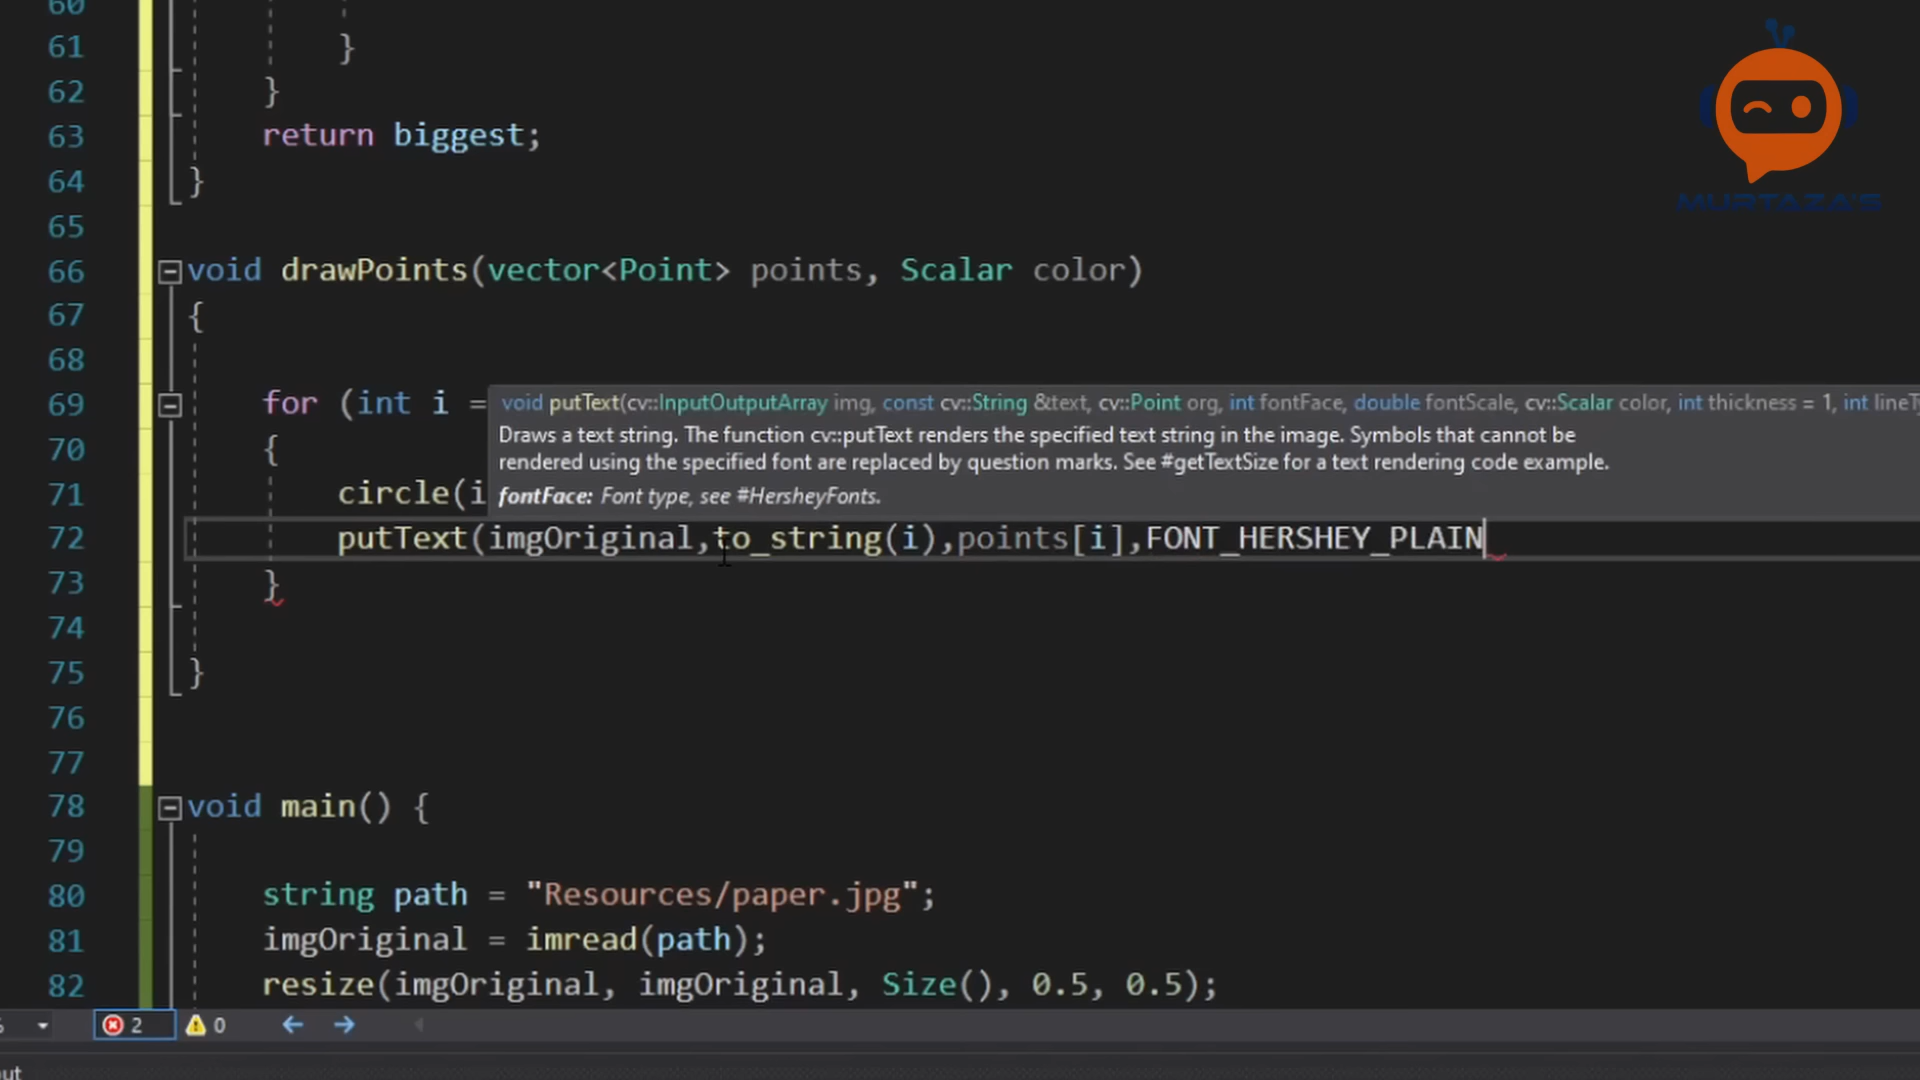 60
61 }
62 }
63 return biggest;
64 }
65
66 void drawPoints(vector<Point> points, Scalar color)
67 {
68
69 for (int i =
void putText(cv::InputOutputArray img, const cv::String &text, cv::Point org, int fontFace, double fontScale, cv::Scalar color, int thickness = 1, int lineTy
70 {
Draws a text string. The function cv::putText renders the specified text string in the image. Symbols that cannot be
rendered using the specified font are replaced by question marks. See #getTextSize for a text rendering code example.
fontFace: Font type, see #HersheyFonts.
71 circle(i
72 putText(imgOriginal,to_string(i),points[i],FONT_HERSHEY_PLAIN
73 }
74
75 }
76
77
78 void main() {
79
80 string path = "Resources/paper.jpg";
81 imgOriginal = imread(path);
82 resize(imgOriginal, imgOriginal, Size(), 0.5, 0.5);
% 2 0
MURTAZA'S